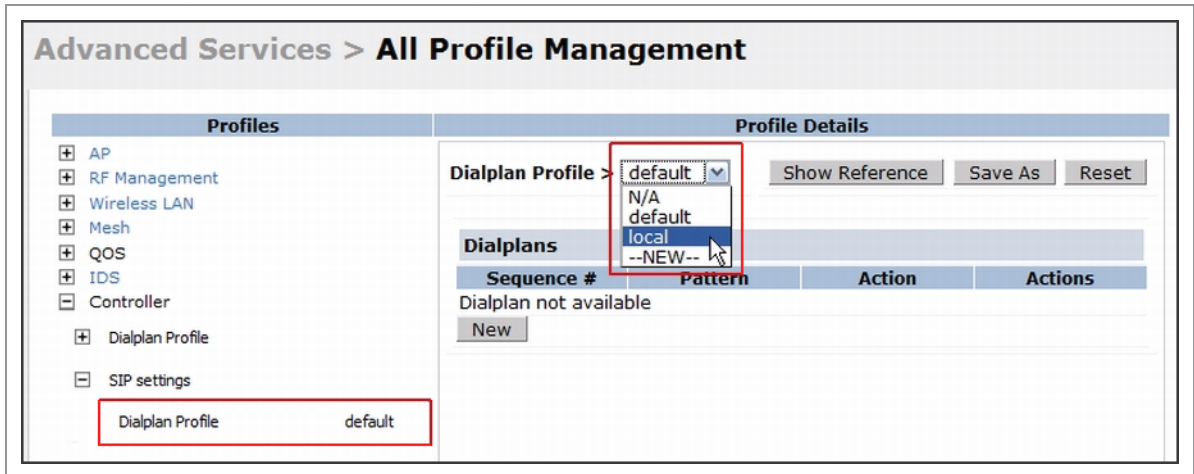 Advanced Services > All Profile Management
Profiles
AP
RF Management
Wireless LAN
Mesh
QOS
IDS
Controller
Dialplan Profile
SIP settings
Dialplan Profile default
Profile Details
Dialplan Profile > default Show Reference Save As Reset
N/A
default
local
--NEW--
Dialplans
Sequence # Pattern Action Actions
Dialplan not available
New